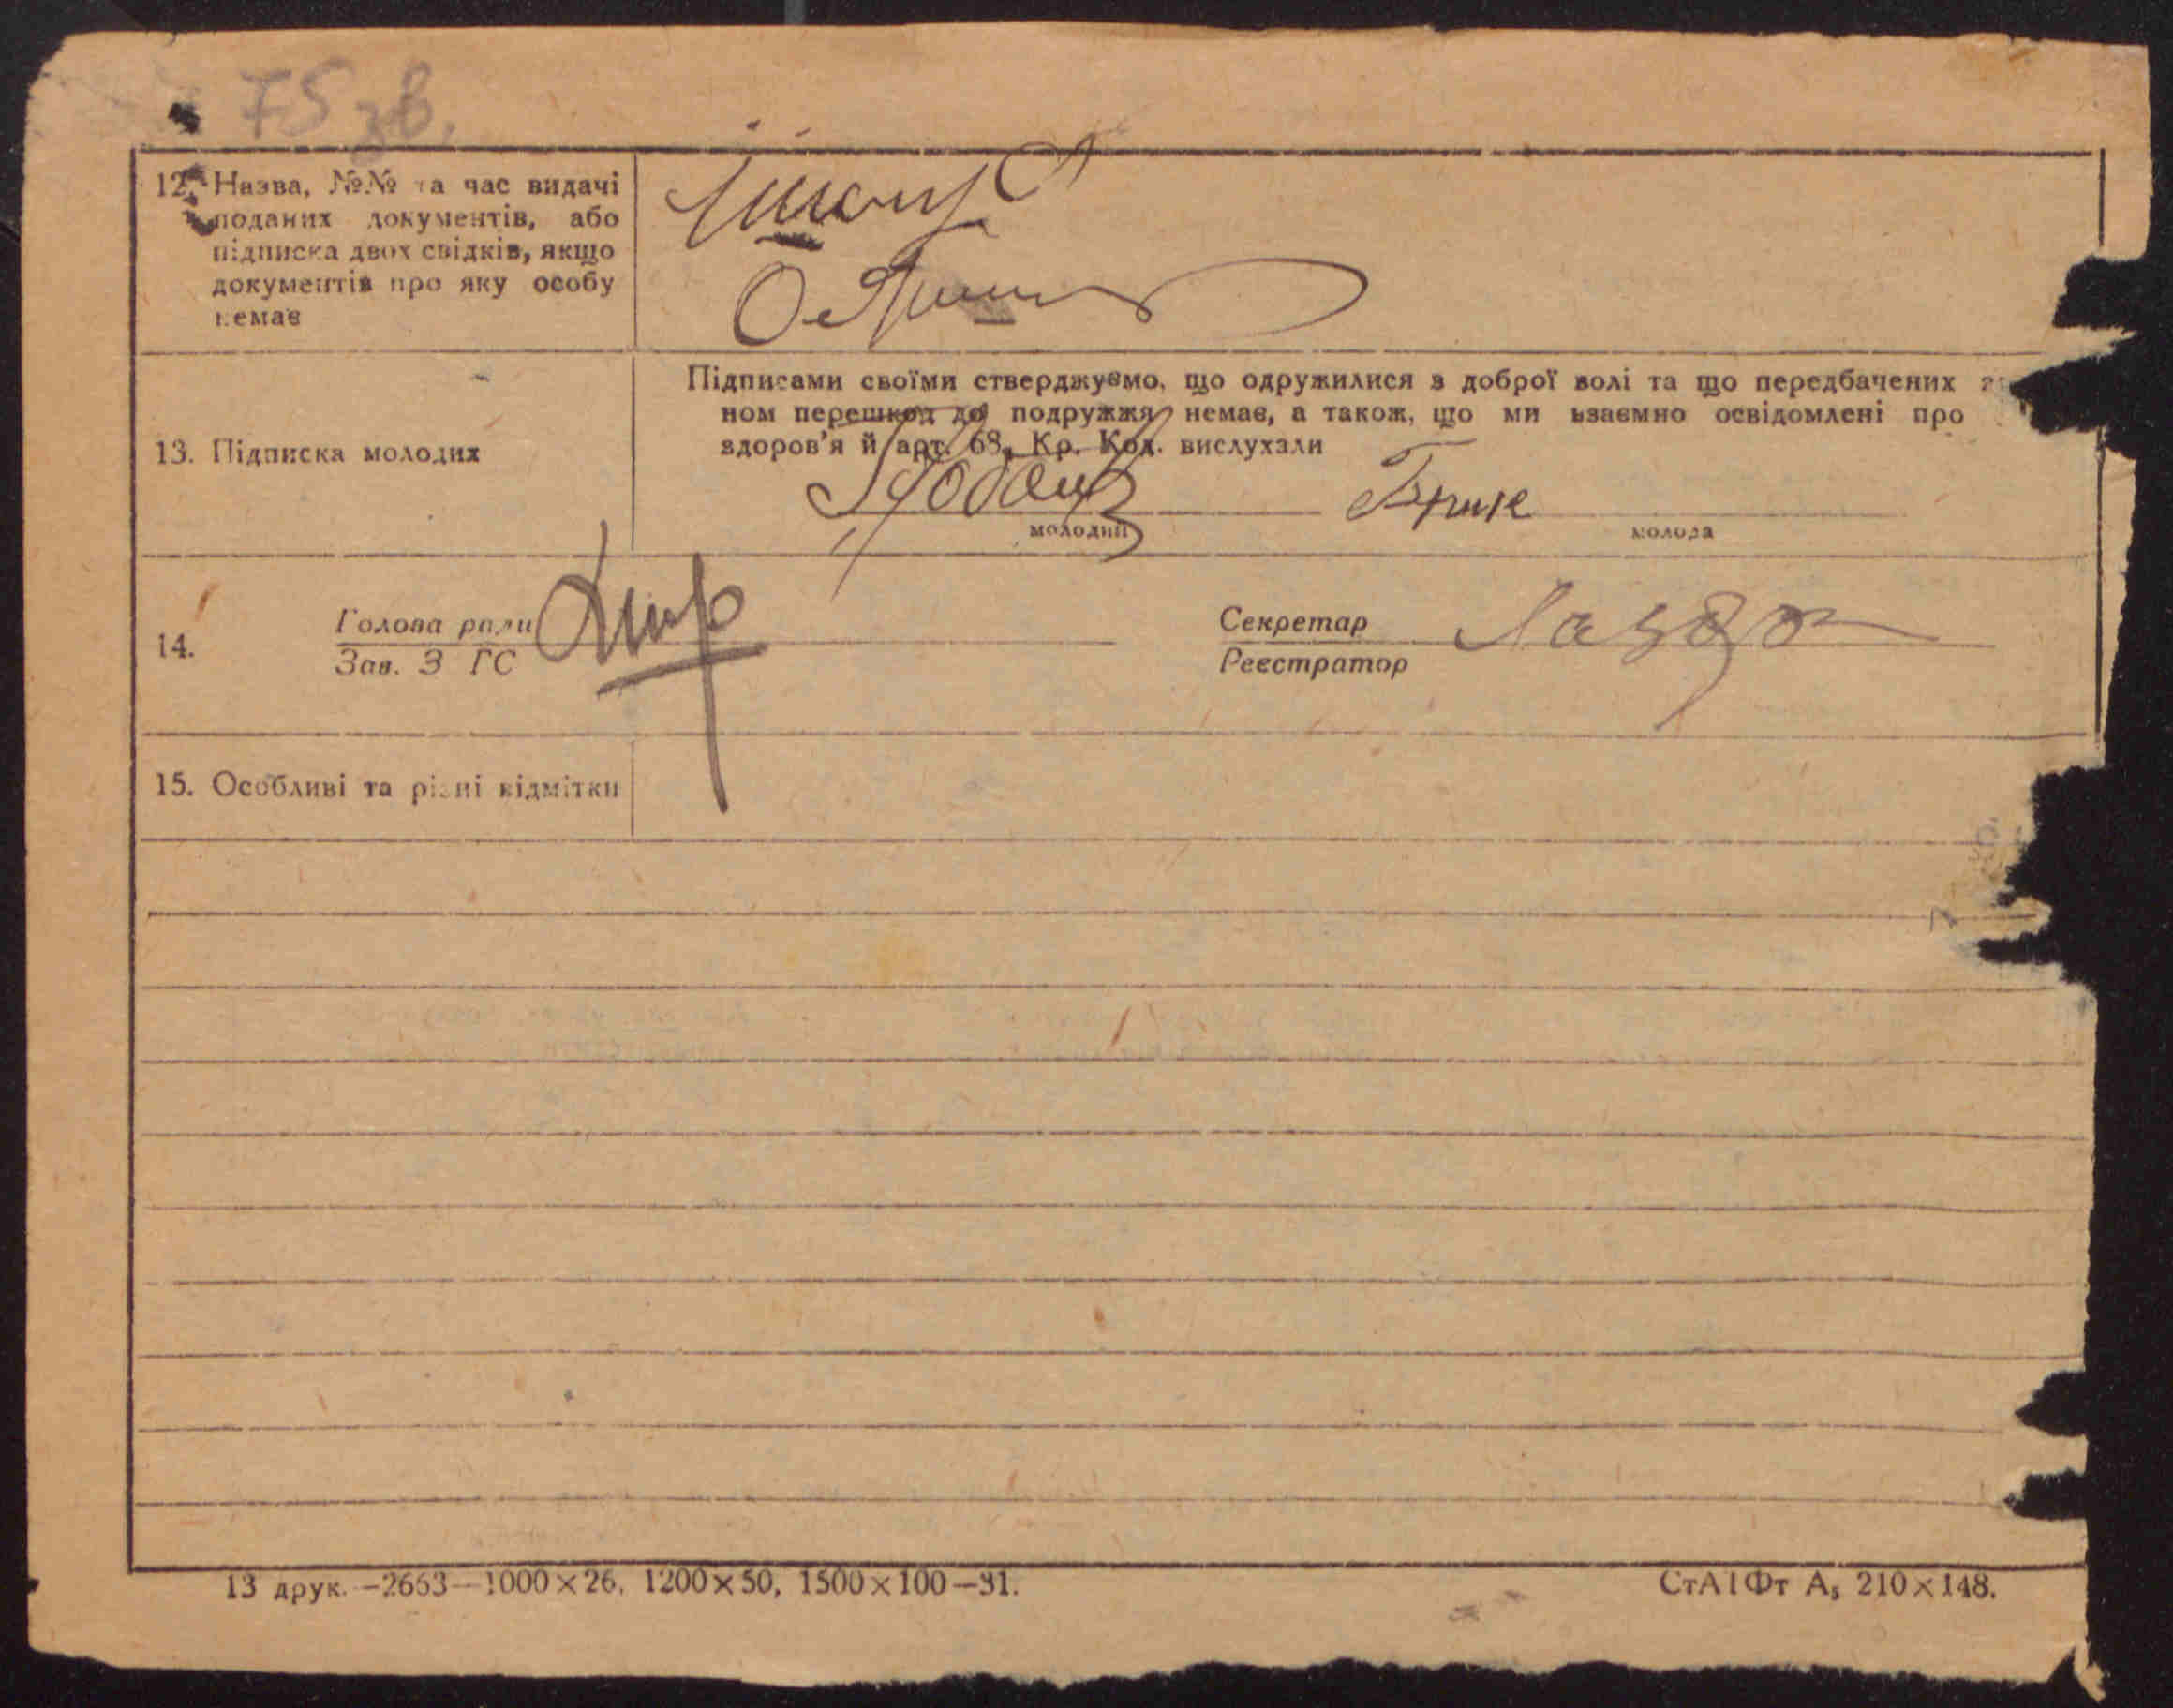 75 зв.
12. Назва, №№ та час видачі
поданих документів, або
підписка двох свідків, якщо
документів про яку особу
немає
13. Підписка молодих
Підписами своїми стверджуємо, що одружилися з доброї волі та що передбачених
ном перешкод до подружжя немає, а також, що ми взаємно освідомлені про
здоров'я й арт. 68, Кр. Код. вислухали
молодий
молода
14.
Голова ради
Зав. З ГС
Секретар
Реєстратор
15. Особливі та різні відмітки
13 друк. —2663—1000×26, 1200×50, 1500×100—31.
СтАІФт А₅ 210×148.